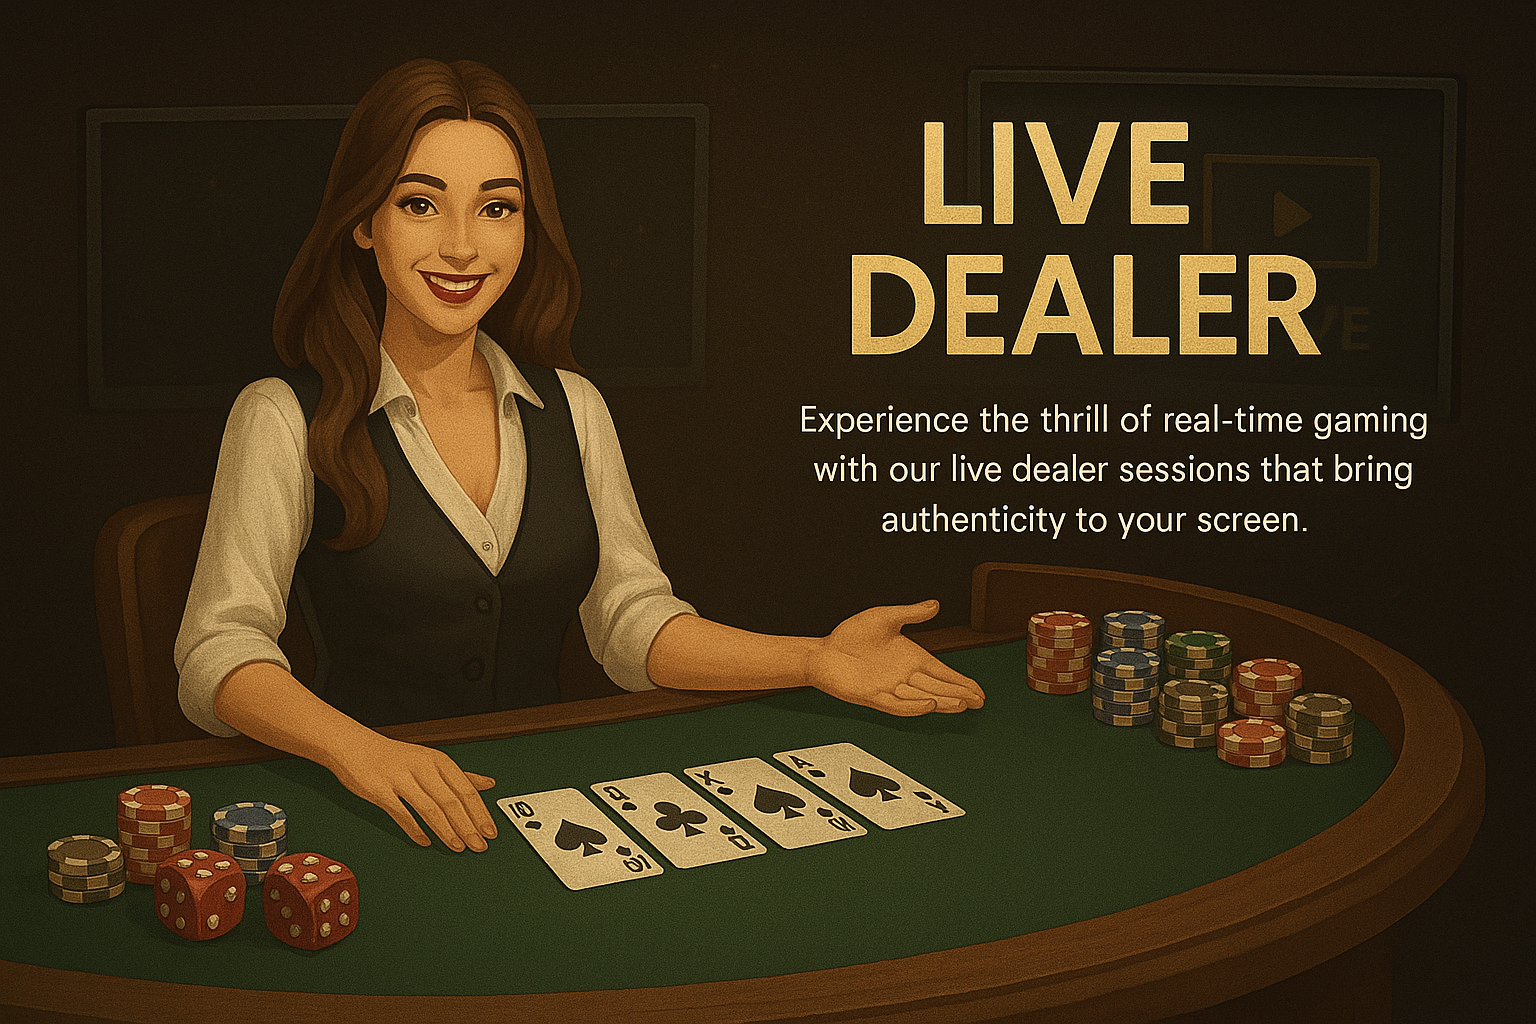 LIVE
DEALER
Experience the thrill of real-time gaming
with our live dealer sessions that bring
authenticity to your screen.
10
Q
Q
A